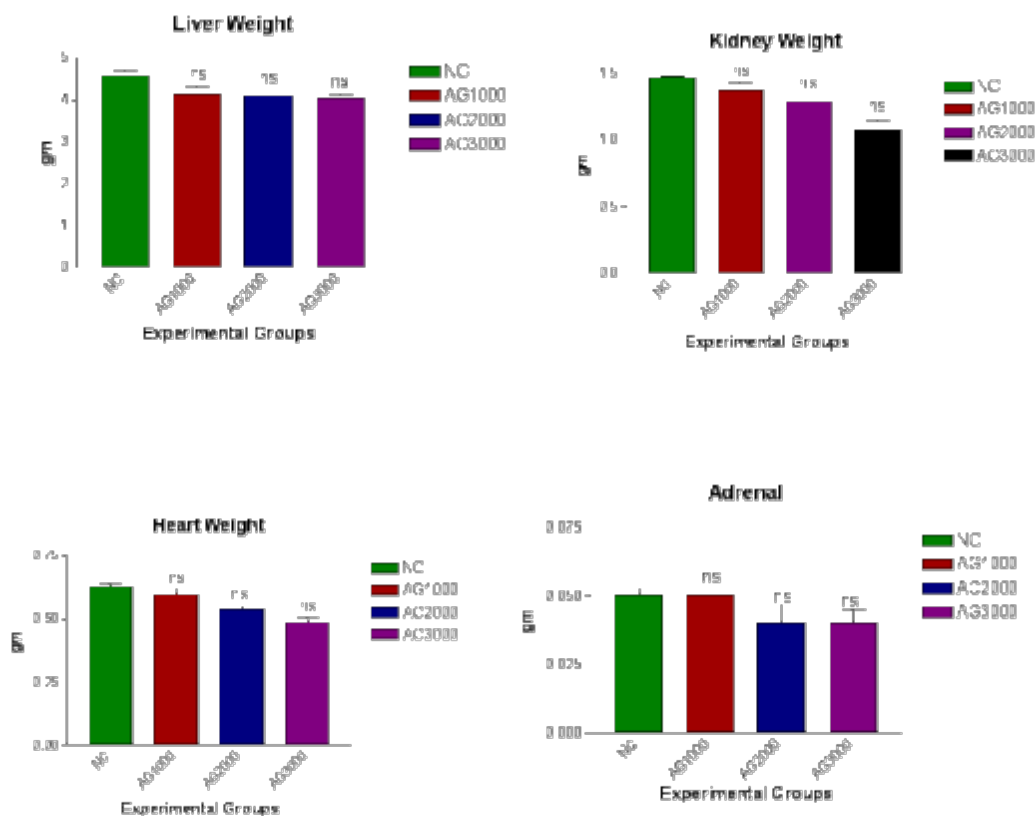 Liver Weight
5
4
3
2
1
0
gm
ns
ns
ns
NC
AG1000
AG2000
AG3000
NC
AG1000
AG2000
AG3000
Experimental Groups
Kidney Weight
1.5
1.0
0.5
0.0
gm
ns
ns
ns
NC
AG1000
AG2000
AG3000
NC
AG1000
AG2000
AG3000
Experimental Groups
Heart Weight
0.75
0.50
0.25
0.00
gm
ns
ns
ns
NC
AG1000
AG2000
AG3000
NC
AG1000
AG2000
AG3000
Experimental Groups
Adrenal
0.075
0.050
0.025
0.000
gm
ns
ns
ns
NC
AG1000
AG2000
AG3000
NC
AG1000
AG2000
AG3000
Experimental Groups